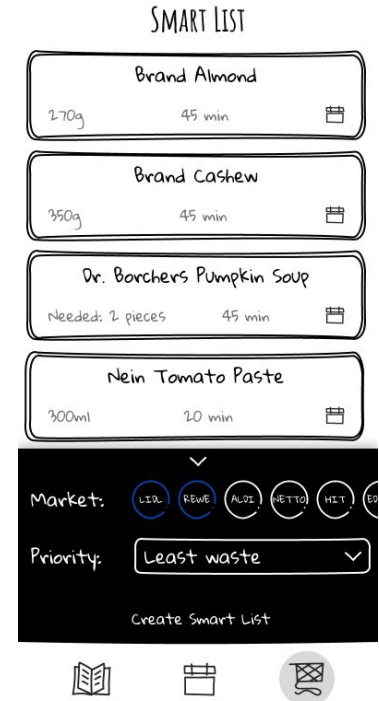 SMART LIST
Brand Almond
270g 45 min
Brand Cashew
350g 45 min
Dr. Borchers Pumpkin Soup
Needed: 2 pieces 45 min
Nein Tomato Paste
300ml 20 min
Market: LIDL REWE ALDI NETTO HIT ED
Priority: Least waste
Create Smart List